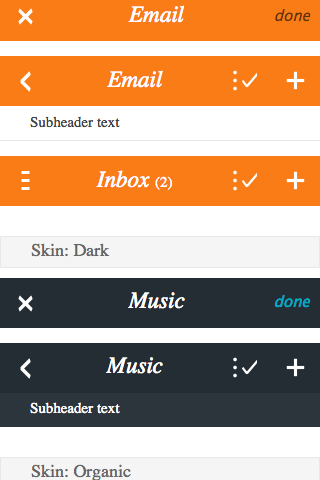 Email done
Email
Subheader text
Inbox (2)
Skin: Dark
Music done
Music
Subheader text
Skin: Organic